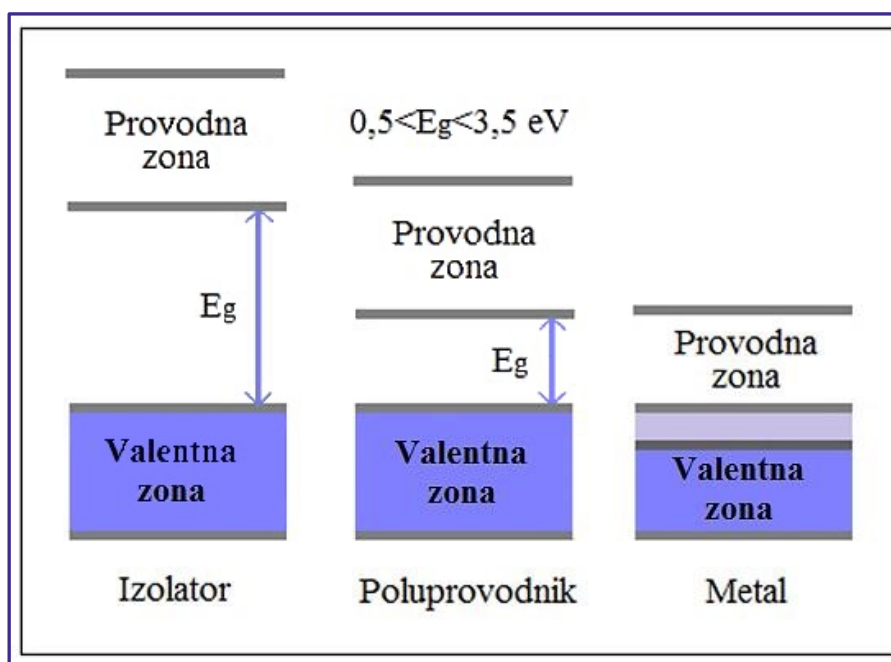 Provodna
zona
Eg
Valentna
zona
Izolator
0,5<Eg<3,5 eV
Provodna
zona
Eg
Valentna
zona
Poluprovodnik
Provodna
zona
Valentna
zona
Metal